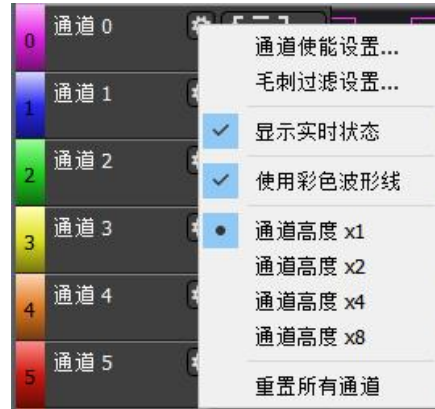 0
通道 0
1
通道 1
2
通道 2
3
通道 3
4
通道 4
5
通道 5
通道使能设置...
毛刺过滤设置...
显示实时状态
使用彩色波形线
通道高度 x1
通道高度 x2
通道高度 x4
通道高度 x8
重置所有通道